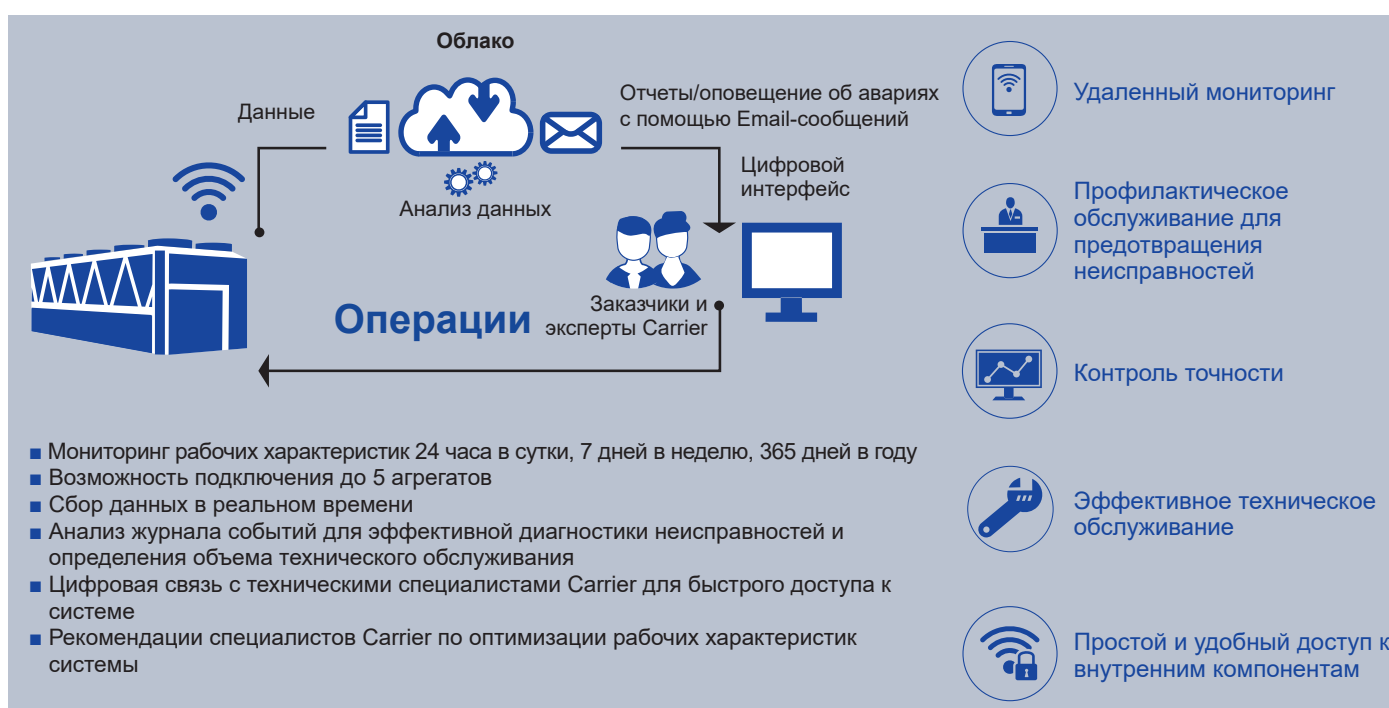 Облако
Данные
Отчеты/оповещение об авариях
с помощью Email-сообщений
Анализ данных
Цифровой
интерфейс
Операции
Заказчики и
эксперты Carrier
■ Мониторинг рабочих характеристик 24 часа в сутки, 7 дней в неделю, 365 дней в году
■ Возможность подключения до 5 агрегатов
■ Сбор данных в реальном времени
■ Анализ журнала событий для эффективной диагностики неисправностей и
определения объема технического обслуживания
■ Цифровая связь с техническими специалистами Carrier для быстрого доступа к
системе
■ Рекомендации специалистов Carrier по оптимизации рабочих характеристик
системы
Удаленный мониторинг
Профилактическое
обслуживание для
предотвращения
неисправностей
Контроль точности
Эффективное техническое
обслуживание
Простой и удобный доступ к
внутренним компонентам